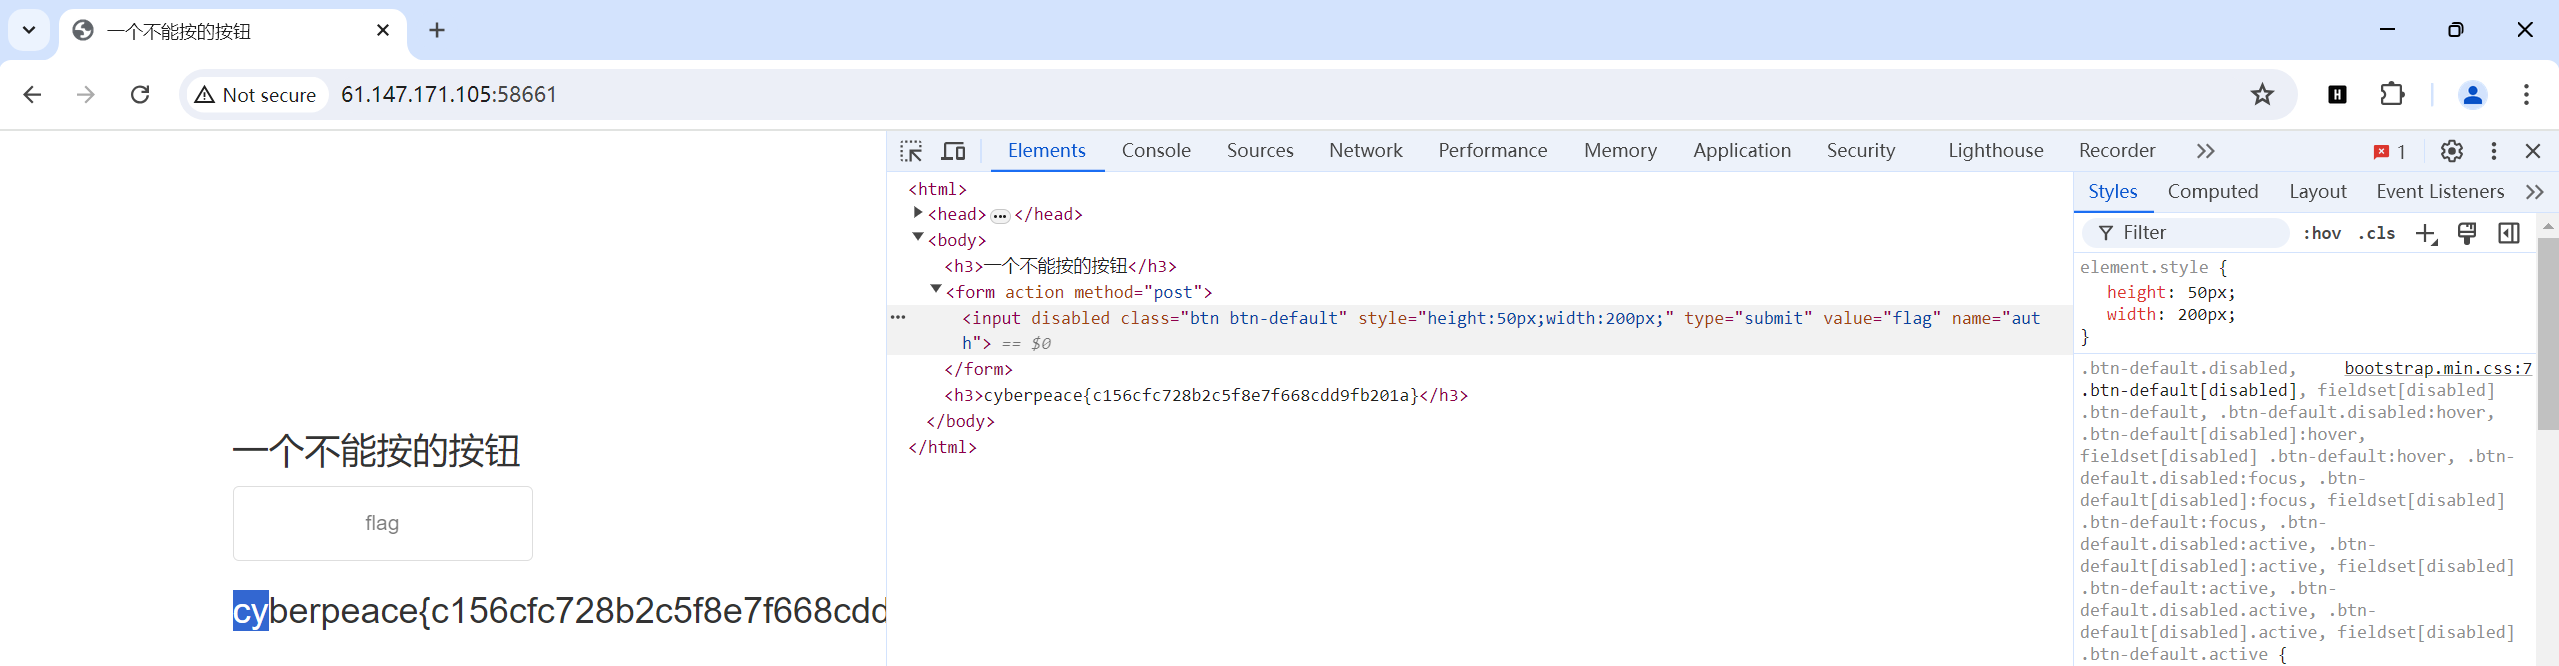 一个不能按的按钮
Not secure 61.147.171.105:58661
Elements Console Sources Network Performance Memory Application Security Lighthouse Recorder 1
<html>
<head> … </head>
<body>
<h3>一个不能按的按钮</h3>
<form action method="post">
<input disabled class="btn btn-default" style="height:50px;width:200px;" type="submit" value="flag" name="aut
h"> == $0
</form>
<h3>cyberpeace{c156cfc728b2c5f8e7f668cdd9fb201a}</h3>
</body>
</html>
一个不能按的按钮
flag
cyberpeace{c156cfc728b2c5f8e7f668cdd
Styles Computed Layout Event Listeners
Filter :hov .cls
element.style {
height: 50px;
width: 200px;
}
.btn-default.disabled, bootstrap.min.css:7
.btn-default[disabled], fieldset[disabled]
.btn-default, .btn-default.disabled:hover,
.btn-default[disabled]:hover,
fieldset[disabled] .btn-default:hover, .btn-
default.disabled:focus, .btn-
default[disabled]:focus, fieldset[disabled]
.btn-default:focus, .btn-
default.disabled:active, .btn-
default[disabled]:active, fieldset[disabled]
.btn-default:active, .btn-
default.disabled.active, .btn-
default[disabled].active, fieldset[disabled]
.btn-default.active {